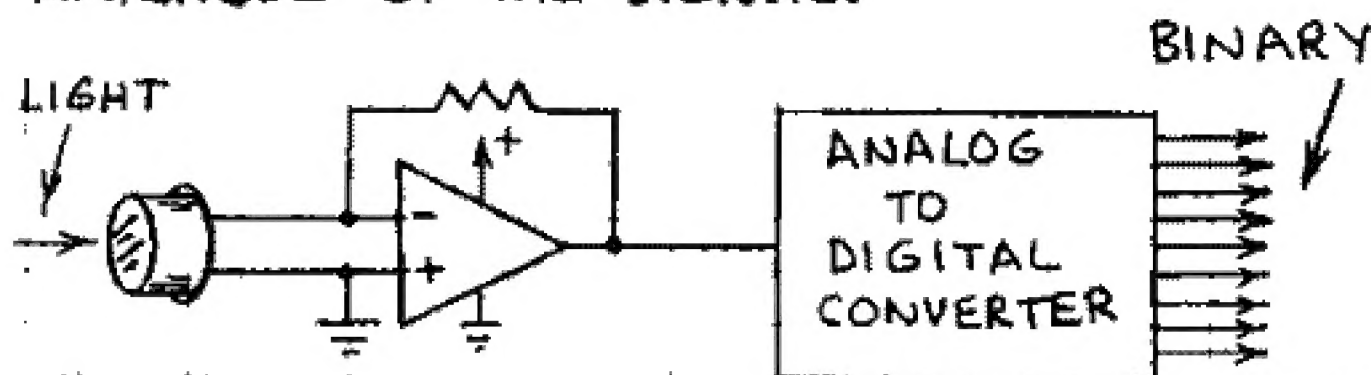 LIGHT
BINARY
+
-
+
ANALOG
TO
DIGITAL
CONVERTER